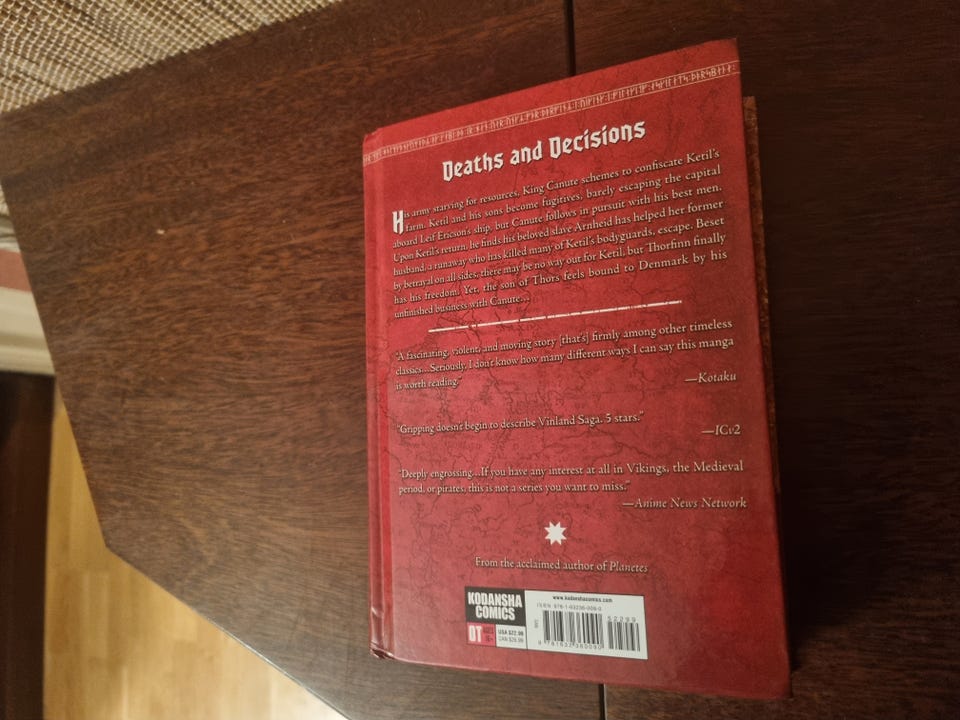 Deaths and Decisions
His army starving for resources, King Canute schemes to confiscate Ketil's
farm. Ketil and his sons become fugitives, barely escaping the capital
aboard Leif Ericson's ship, but Canute follows in pursuit with his best men.
Upon Ketil's return, he finds his beloved slave Arnheid has helped her former
husband, a runaway who has killed many of Ketil's bodyguards, escape. Beset
by betrayal on all sides, there may be no way out for Ketil, but Thorfinn finally
has his freedom. Yet, the son of Thors feels bound to Denmark by his
unfinished business with Canute...
"A fascinating, violent, and moving story [that's] firmly among other timeless
classics...Seriously, I don't know how many different ways I can say this manga
is worth reading."
—Kotaku
"Gripping doesn't begin to describe Vinland Saga. 5 stars."
—ICv2
"Deeply engrossing...If you have any interest at all in Vikings, the Medieval
period, or pirates, this is not a series you want to miss."
—Anime News Network
From the acclaimed author of Planetes
KODANSHA
COMICS
OT AGES
16+
USA $22.99
CAN $29.99
www.kodanshacomics.com
52299